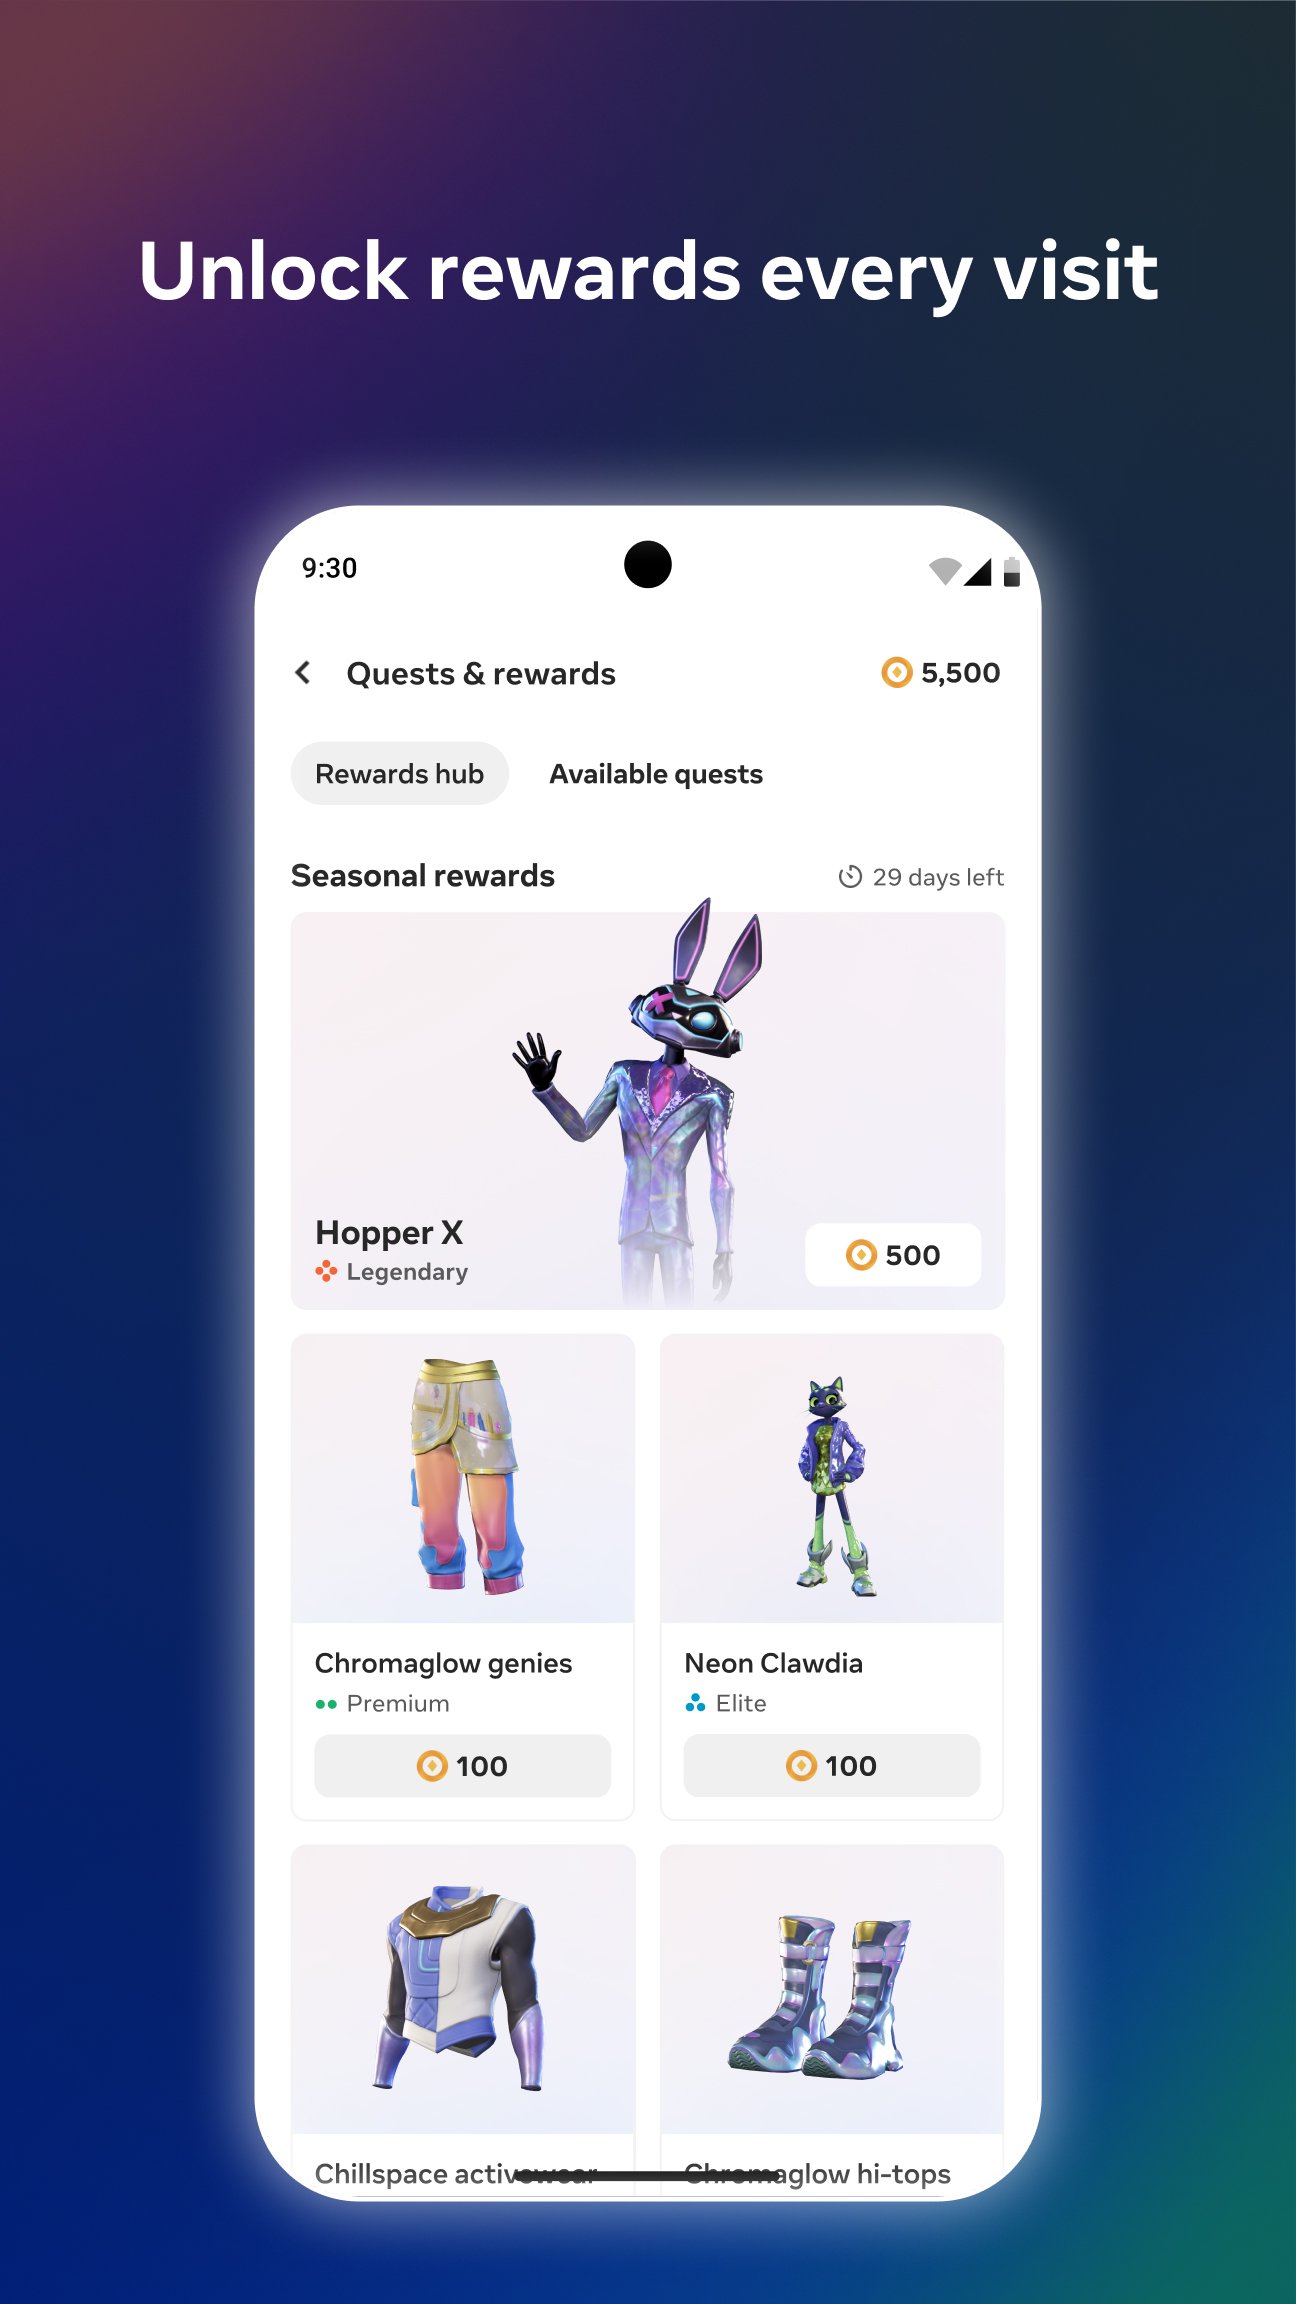 Unlock rewards every visit
9:30
Quests & rewards
5,500
Rewards hub
Available quests
Seasonal rewards
29 days left
Hopper X
Legendary
500
Chromaglow genies
Neon Clawdia
Premium
Elite
100
100
Chillspace activewear
Chromaglow hi-tops